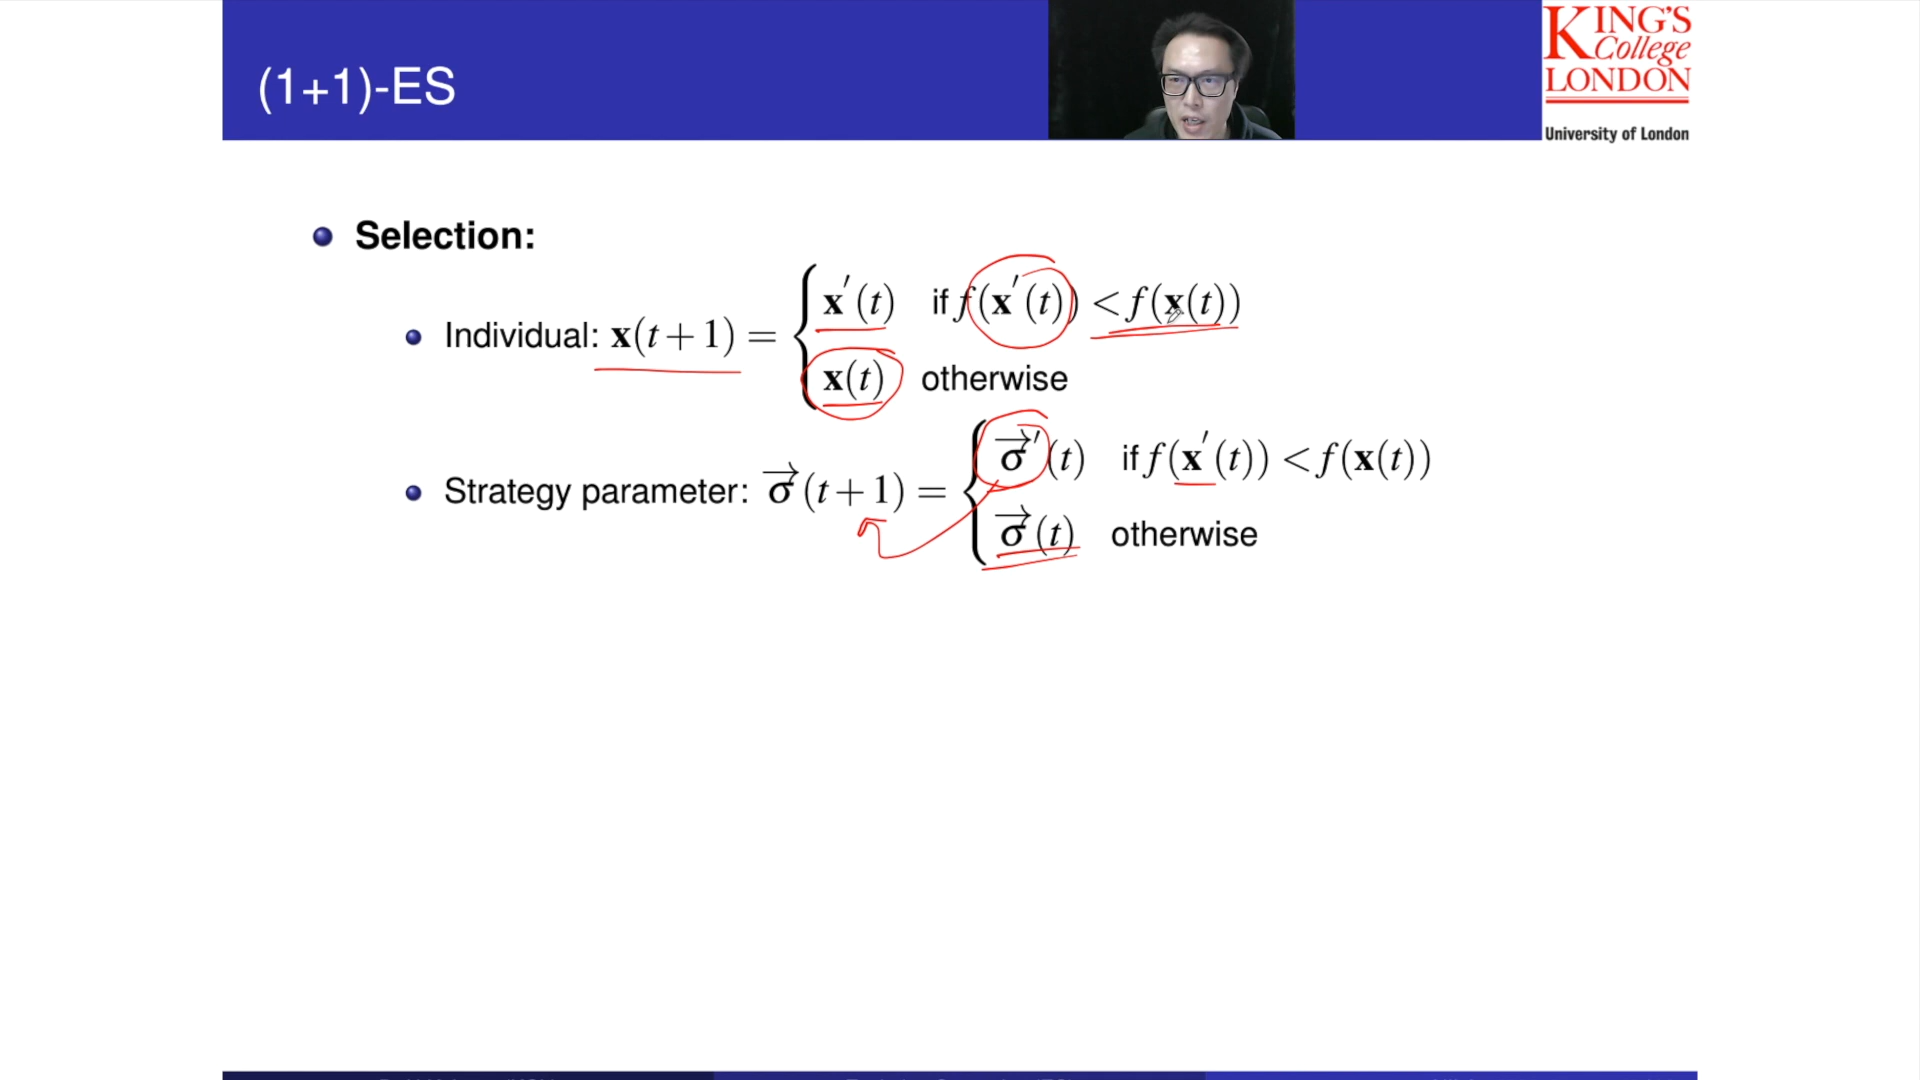 (1+1)-ES
KING'S
College
LONDON
University of London
Selection:
Individual: x(t+1) = { x′(t) if f(x′(t)) < f(x(t))
x(t) otherwise
Strategy parameter: σ⃗(t+1) = { σ⃗′(t) if f(x′(t)) < f(x(t))
σ⃗(t) otherwise